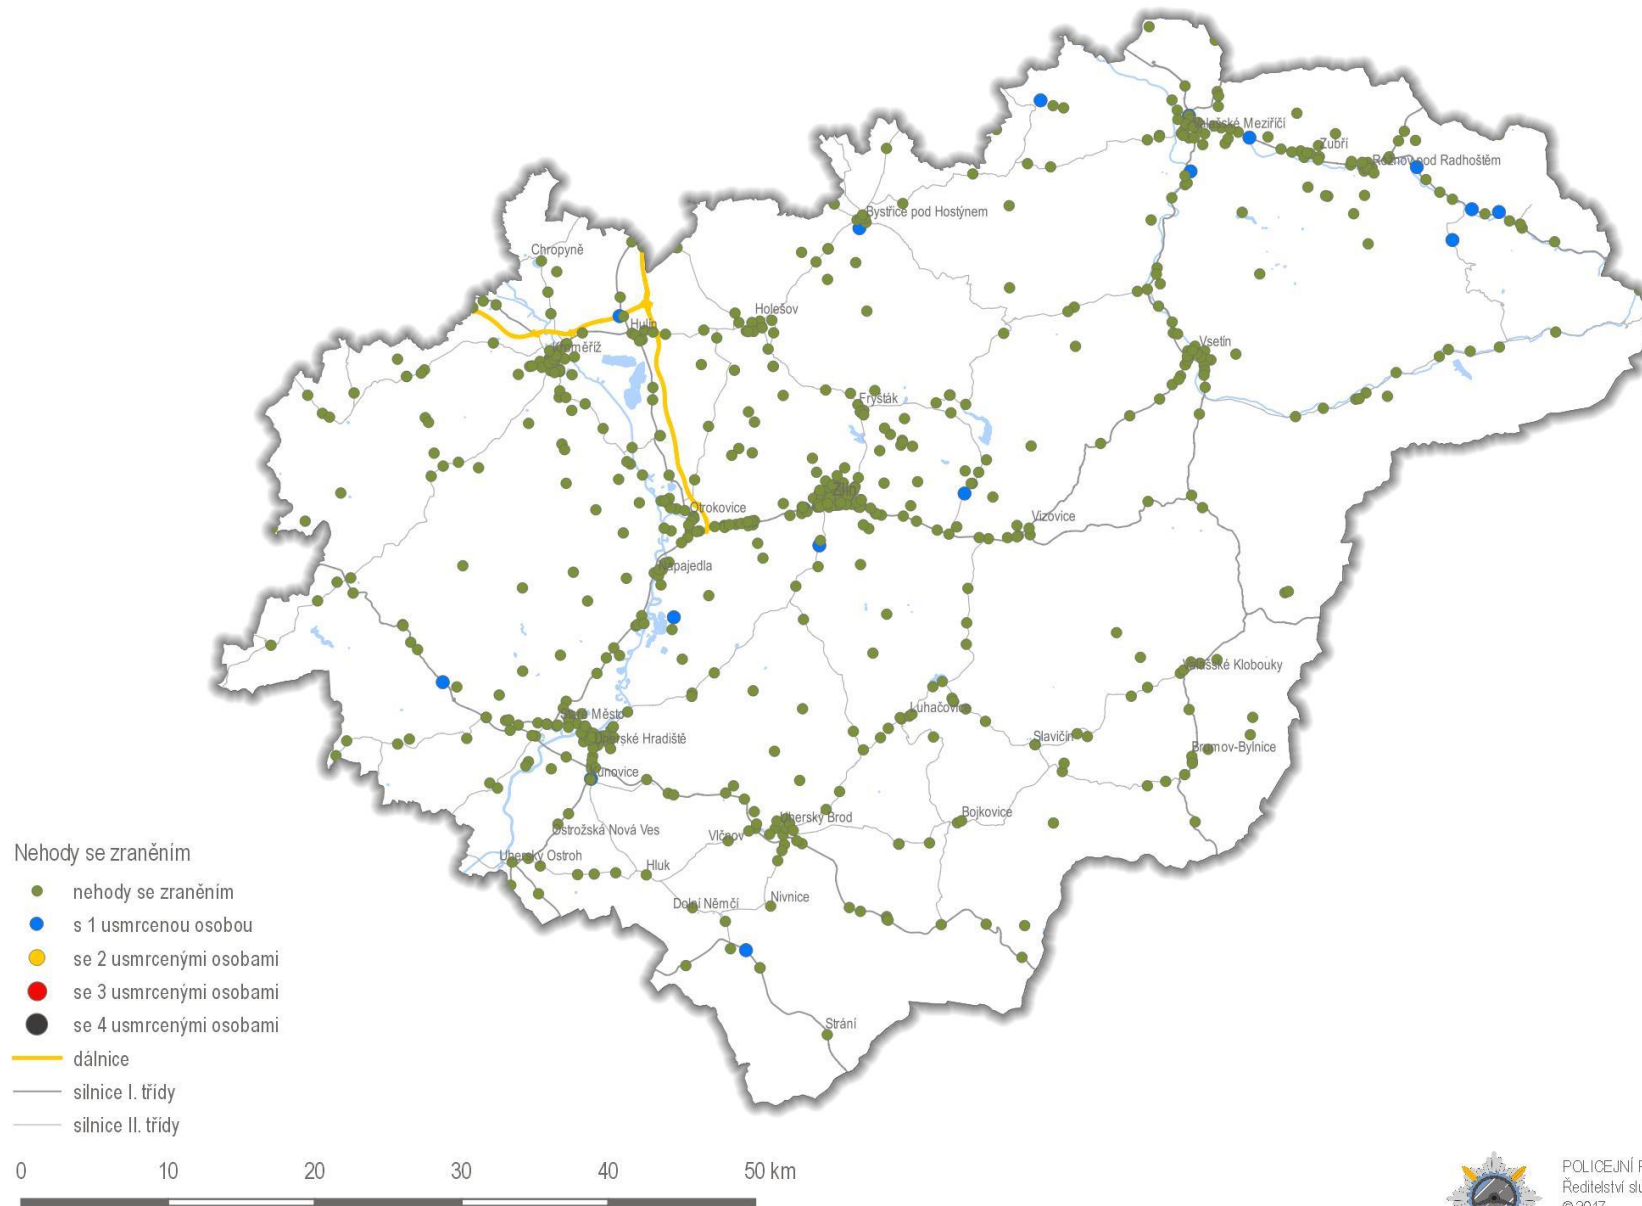 Valašské Meziříčí
Zubří
Rožnov pod Radhoštěm
Bystřice pod Hostýnem
Chropyně
Holešov
Hulín
Kroměříž
Vsetín
Fryšták
Zlín
Otrokovice
Vizovice
Napajedla
Valašské Klobouky
Luhačovice
Staré Město
Uherské Hradiště
Slavičín
Brumov-Bylnice
Kunovice
Bojkovice
Uherský Brod
Ostrožská Nová Ves
Vlčnov
Uherský Ostroh
Hluk
Dolní Němčí
Nivnice
Strání
Nehody se zraněním
nehody se zraněním
s 1 usmrcenou osobou
se 2 usmrcenými osobami
se 3 usmrcenými osobami
se 4 usmrcenými osobami
dálnice
silnice I. třídy
silnice II. třídy
0 10 20 30 40 50 km
POLICEJNÍ
Ředitelství